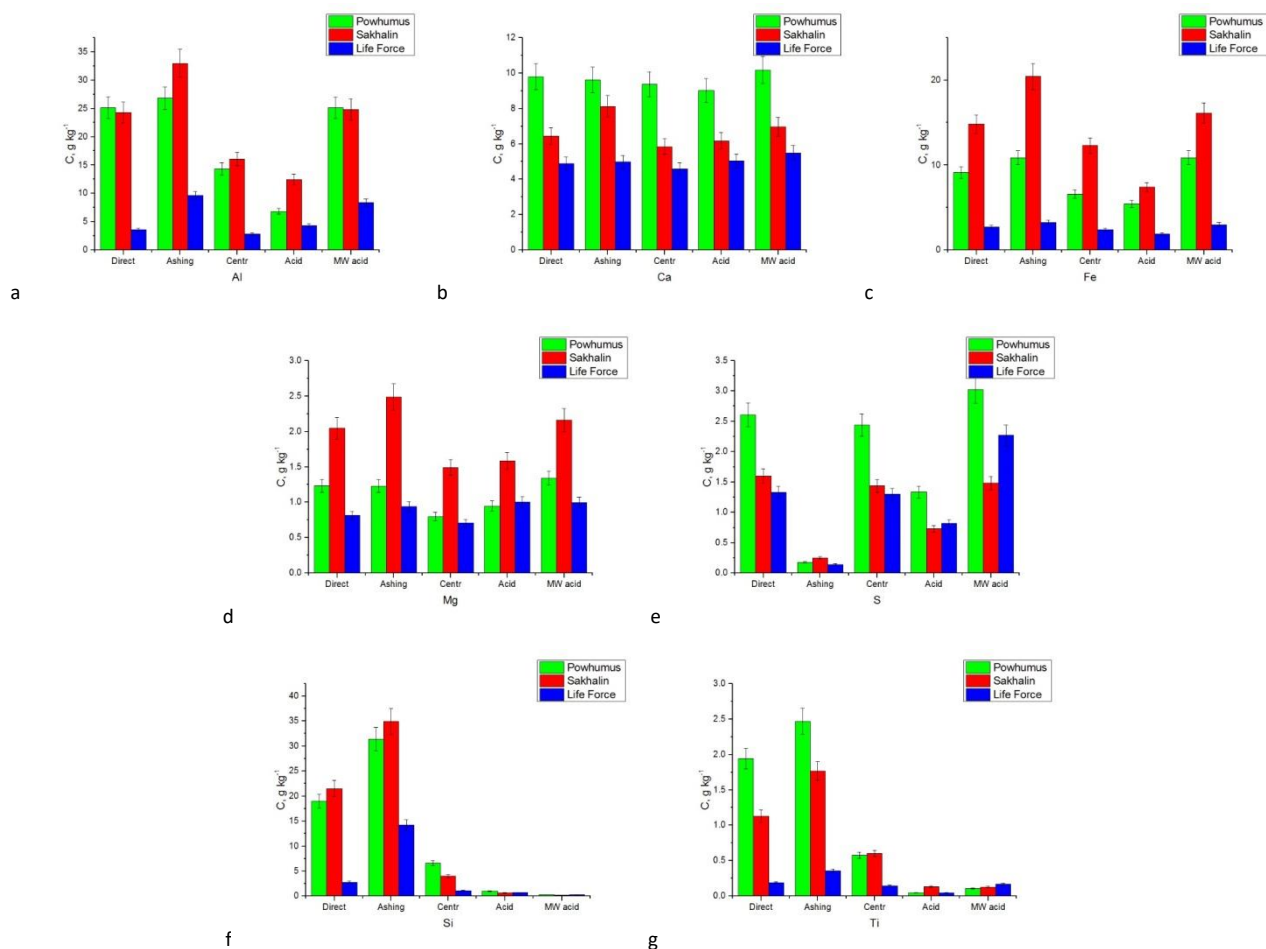 Powhumus
Sakhalin
Life Force
35
30
25
20
15
10
5
0
C, g kg⁻¹
Direct Ashing Centr Acid MW acid
Al
a
Powhumus
Sakhalin
Life Force
12
10
8
6
4
2
0
C, g kg⁻¹
Direct Ashing Centr Acid MW acid
Ca
b
Powhumus
Sakhalin
Life Force
20
10
0
C, g kg⁻¹
Direct Ashing Centr Acid MW acid
Fe
c
Powhumus
Sakhalin
Life Force
3.0
2.5
2.0
1.5
1.0
0.5
0.0
C, g kg⁻¹
Direct Ashing Centr Acid MW acid
Mg
d
Powhumus
Sakhalin
Life Force
3.5
3.0
2.5
2.0
1.5
1.0
0.5
0.0
C, g kg⁻¹
Direct Ashing Centr Acid MW acid
S
e
Powhumus
Sakhalin
Life Force
40
35
30
25
20
15
10
5
0
C, g kg⁻¹
Direct Ashing Centr Acid MW acid
Si
f
Powhumus
Sakhalin
Life Force
3.0
2.5
2.0
1.5
1.0
0.5
0.0
C, g kg⁻¹
Direct Ashing Centr Acid MW acid
Ti
g